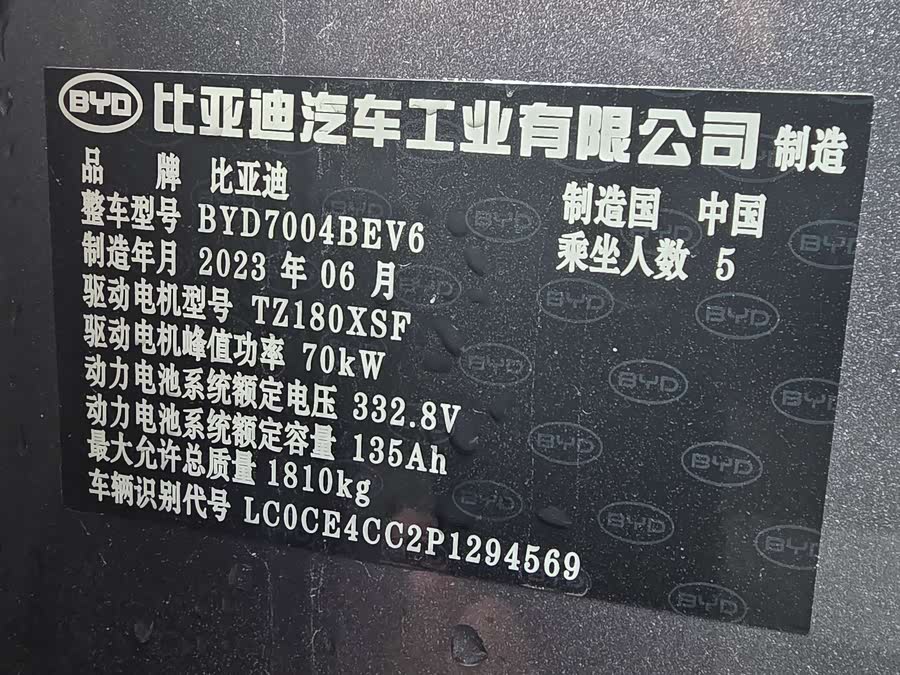 BYD 比亚迪汽车工业有限公司 制造
品 牌 比亚迪
制造国 中国
整车型号 BYD7004BEV6
乘坐人数 5
制造年月 2023 年 06 月
驱动电机型号 TZ180XSF
驱动电机峰值功率 70kW
动力电池系统额定电压 332.8V
动力电池系统额定容量 135Ah
最大允许总质量 1810kg
车辆识别代号 LC0CE4CC2P1294569